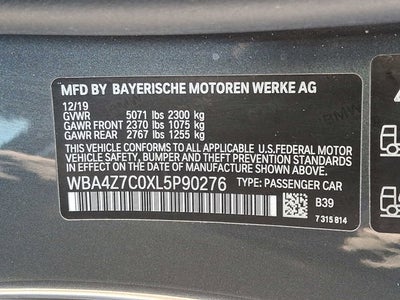 MFD BY BAYERISCHE MOTOREN WERKE AG
12/19
GVWR 5071 lbs 2300 kg
GAWR FRONT 2370 lbs 1075 kg
GAWR REAR 2767 lbs 1255 kg
THIS VEHICLE CONFORMS TO ALL APPLICABLE U.S. FEDERAL MOTOR
VEHICLE SAFETY, BUMPER, AND THEFT PREVENTION STANDARDS
IN EFFECT ON THE DATE OF MANUFACTURE SHOWN ABOVE.
WBA4Z7C0XL5P90276 TYPE: PASSENGER CAR
B39
7 315 814